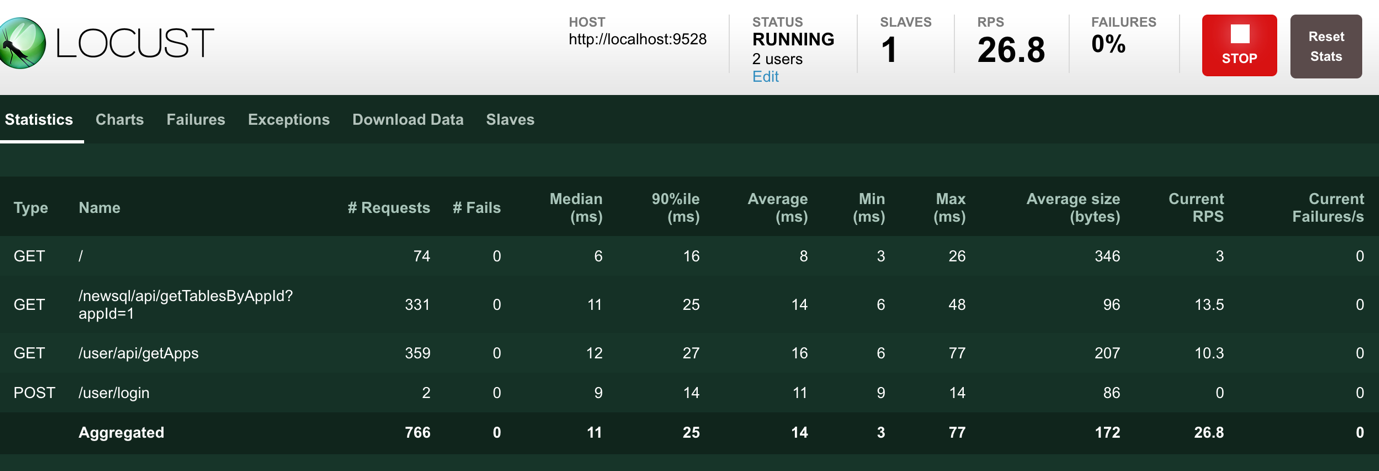 LOCUST
HOST
http://localhost:9528
STATUS
RUNNING
2 users
Edit
SLAVES
1
RPS
26.8
FAILURES
0%
STOP
Reset
Stats
Statistics Charts Failures Exceptions Download Data Slaves
Type Name # Requests # Fails Median (ms) 90%ile (ms) Average (ms) Min (ms) Max (ms) Average size (bytes) Current RPS Current Failures/s
GET / 74 0 6 16 8 3 26 346 3 0
GET /newsql/api/getTablesByAppId?appId=1 331 0 11 25 14 6 48 96 13.5 0
GET /user/api/getApps 359 0 12 27 16 6 77 207 10.3 0
POST /user/login 2 0 9 14 11 9 14 86 0 0
Aggregated 766 0 11 25 14 3 77 172 26.8 0